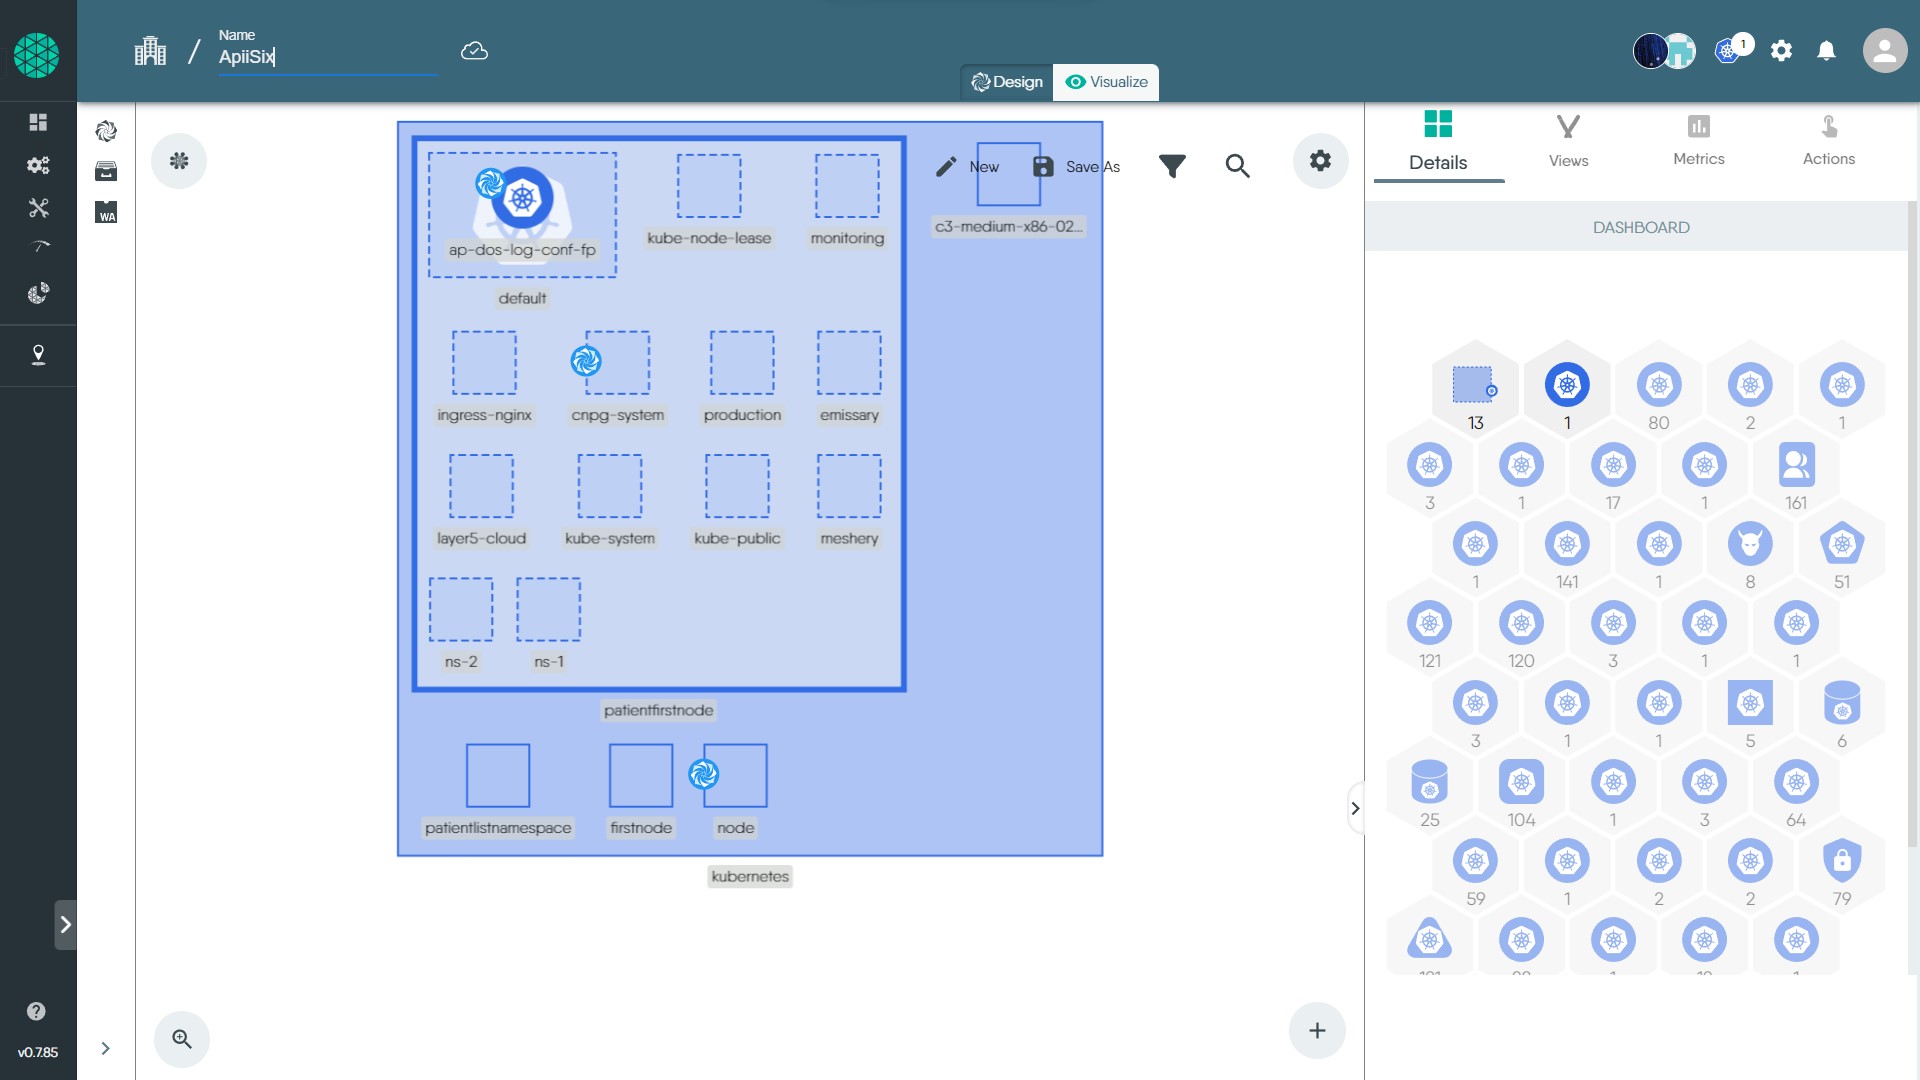 Name
ApiiSix
Design
Visualize
1
New
Save As
ap-dos-log-conf-fp
default
kube-node-lease
monitoring
c3-medium-x86-02...
ingress-nginx
cnpg-system
production
emissary
layer5-cloud
kube-system
kube-public
meshery
ns-2
ns-1
patientfirstnode
patientlistnamespace
firstnode
node
kubernetes
WA
v0.7.85
Details
Views
Metrics
Actions
DASHBOARD
13 1 80 2 1
3 1 17 1 161
1 141 1 8 51
121 120 3 1 1
3 1 1 5 6
25 104 1 3 64
59 1 2 2 79